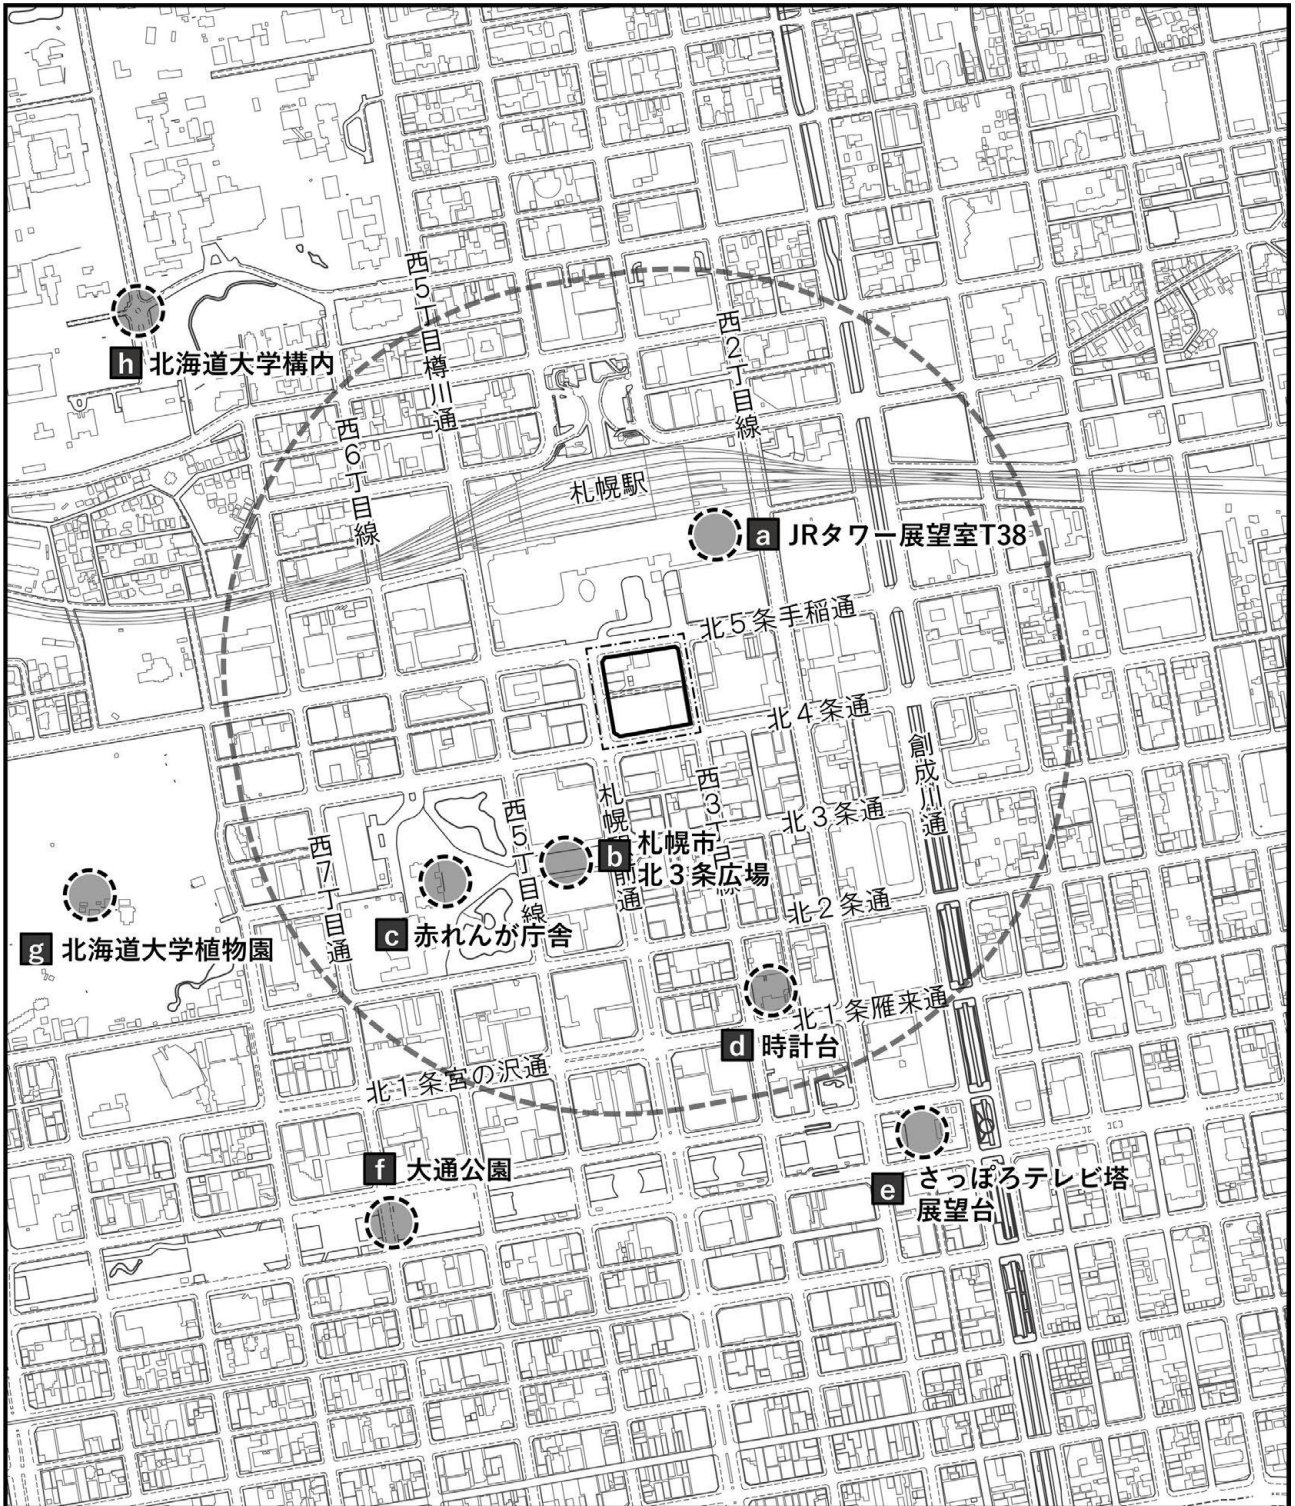 西5丁目樽川通
西2丁目線
h 北海道大学構内
西6丁目線
札幌駅
a JRタワー展望室T38
北5条手稲通
北4条通
創成川通
西3丁目線
札幌駅前通
北3条通
西5丁目線
b 札幌市
北3条広場
西7丁目通
北2条通
c 赤れんが庁舎
g 北海道大学植物園
北1条雁来通
d 時計台
北1条宮の沢通
f 大通公園
e さっぽろテレビ塔
展望台